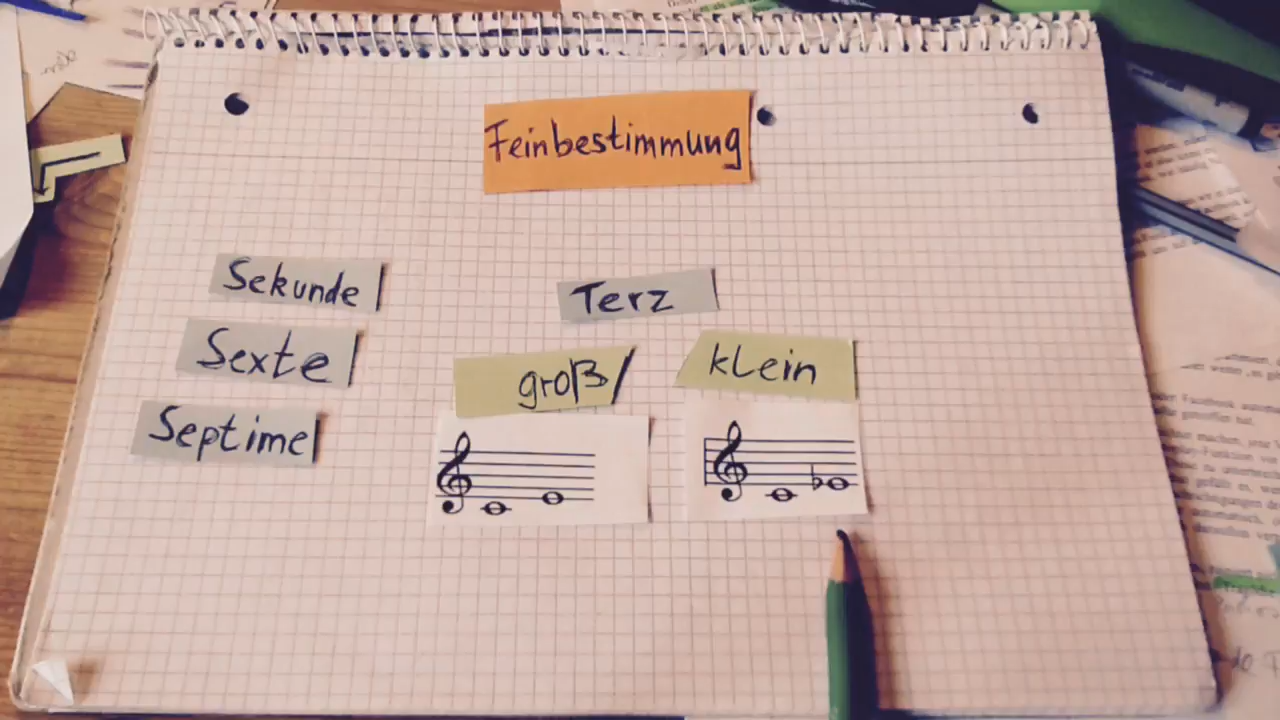 Feinbestimmung
Sekunde
Terz
Sexte
groß/
klein
Septime